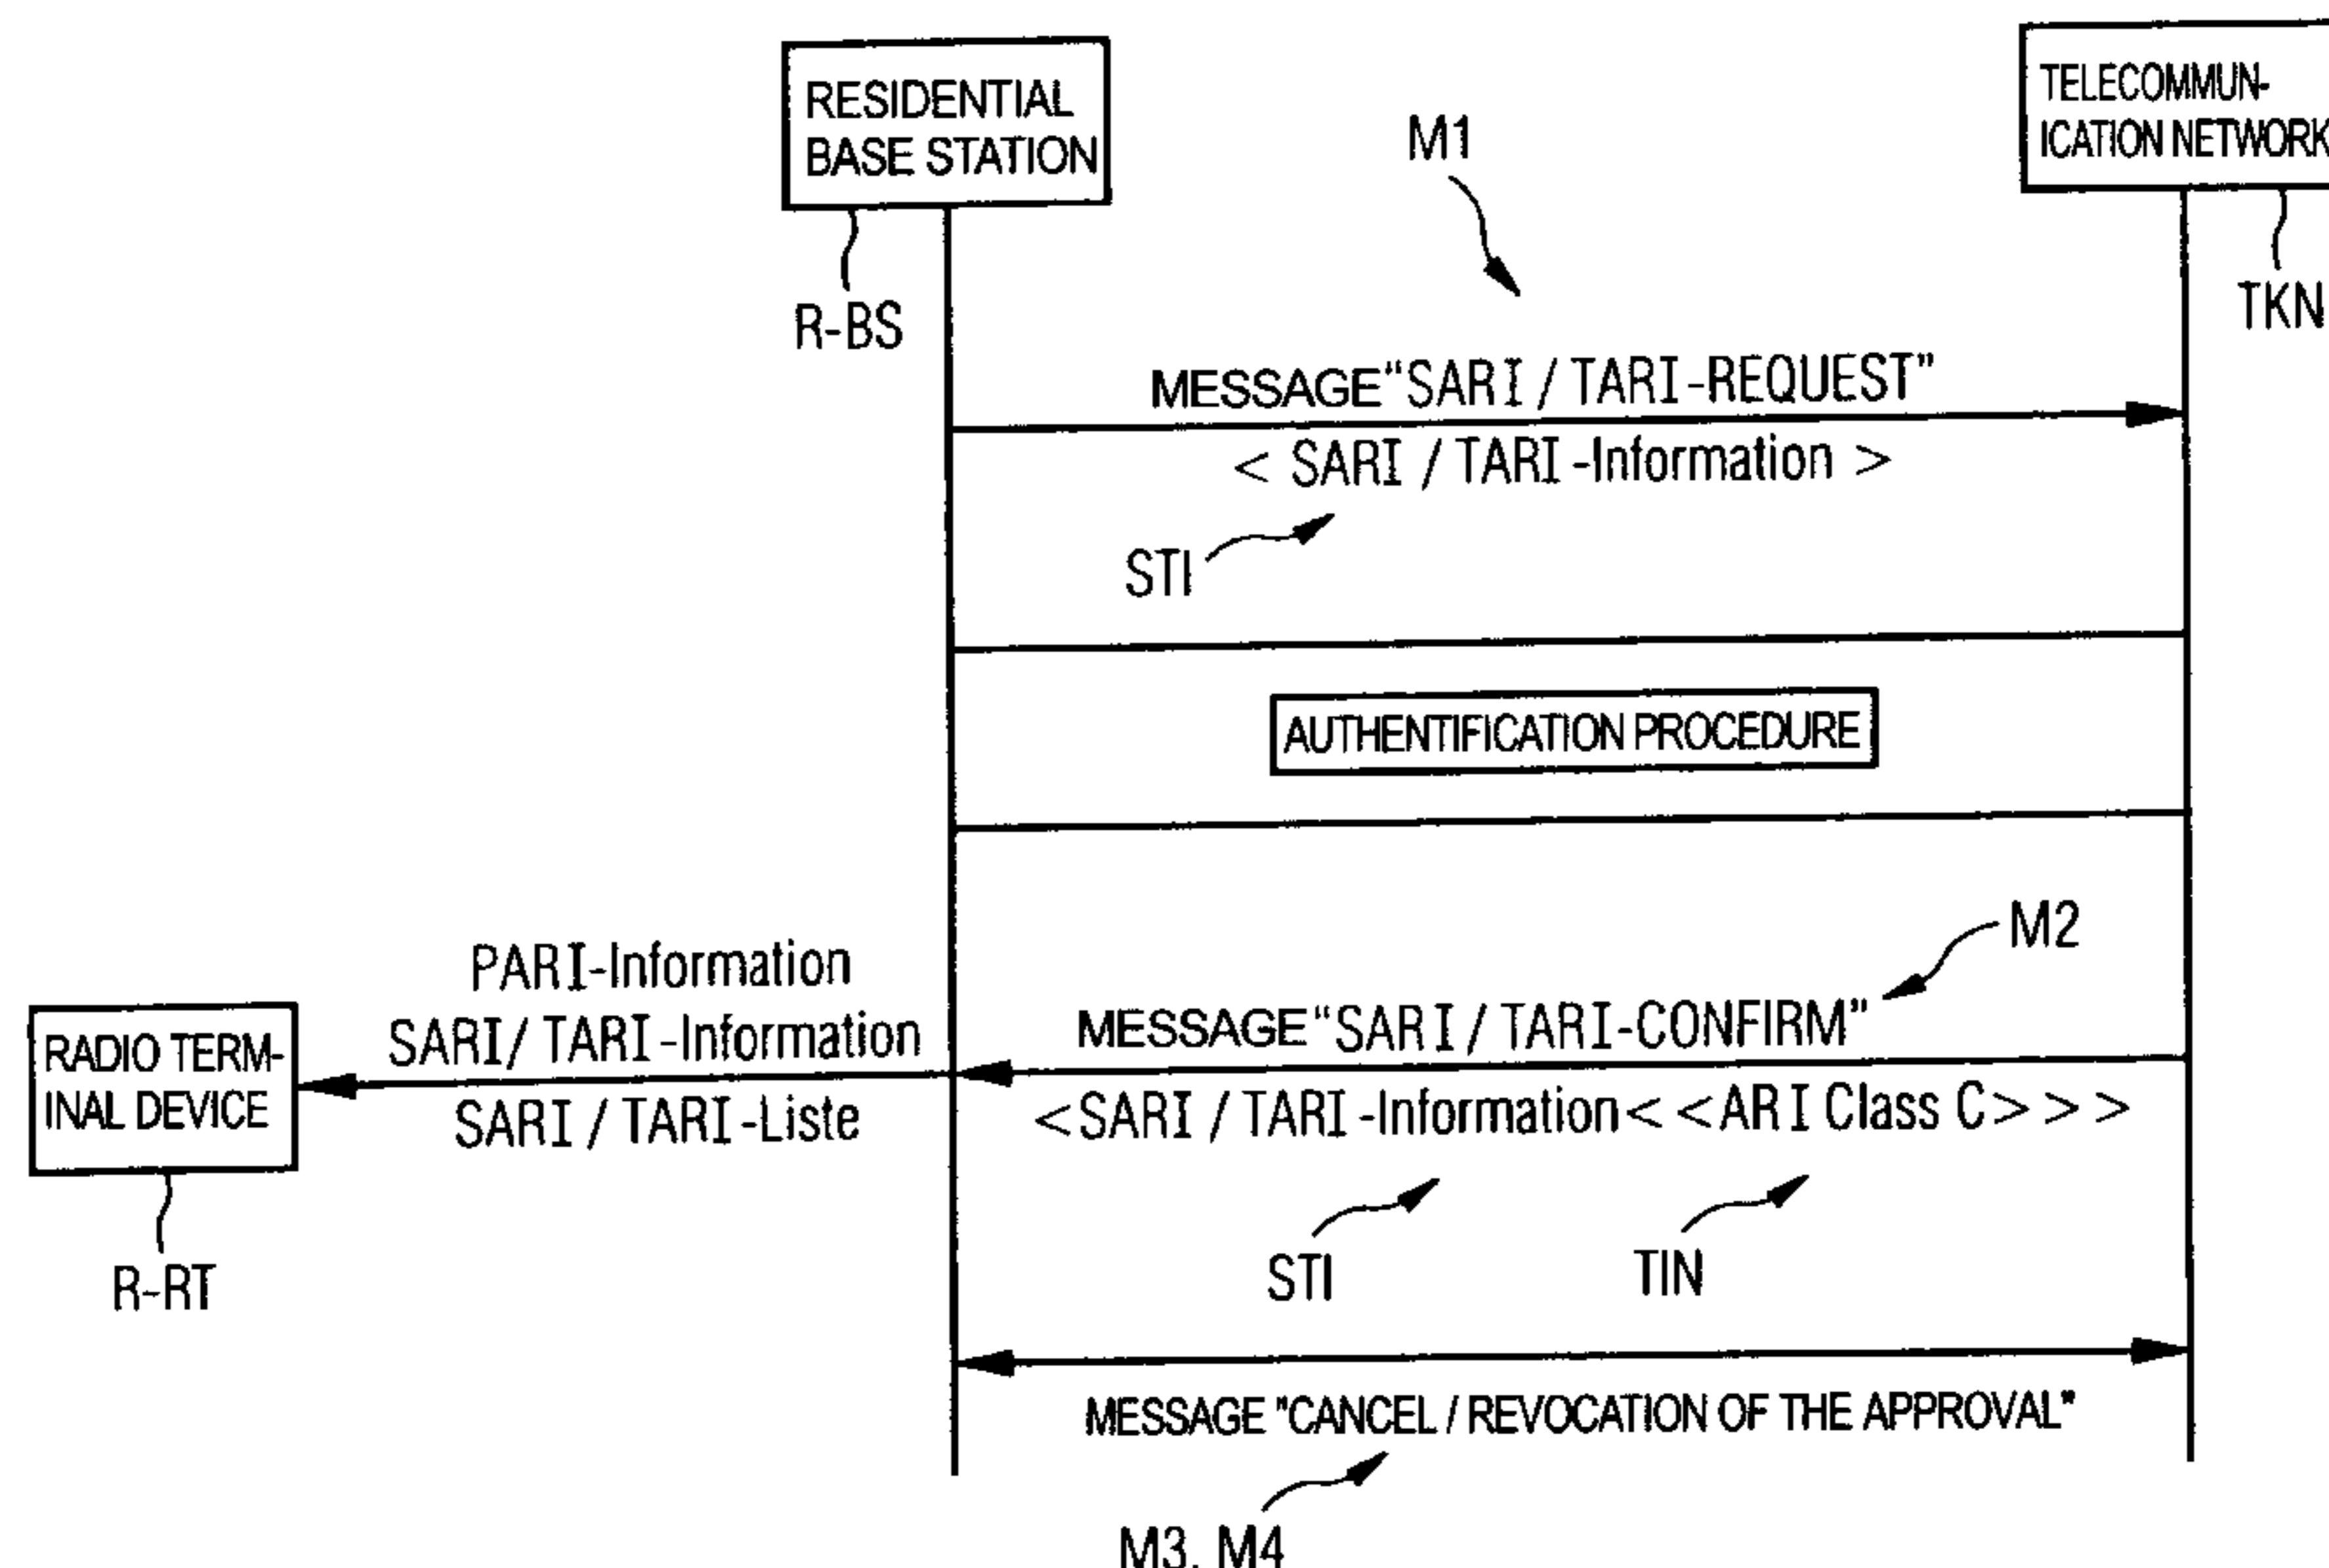 RESIDENTIAL
BASE STATION
TELECOMMUN-
ICATION NETWORK
M1
R-BS
TKN
MESSAGE "SARI / TARI-REQUEST"
< SARI / TARI-Information >
STI
AUTHENTIFICATION PROCEDURE
M2
PARI-Information
SARI / TARI-Information
SARI / TARI-Liste
RADIO TERM-
INAL DEVICE
R-RT
MESSAGE "SARI / TARI-CONFIRM"
<SARI / TARI-Information< <ARI Class C> > >
STI
TIN
MESSAGE "CANCEL / REVOCATION OF THE APPROVAL"
M3, M4